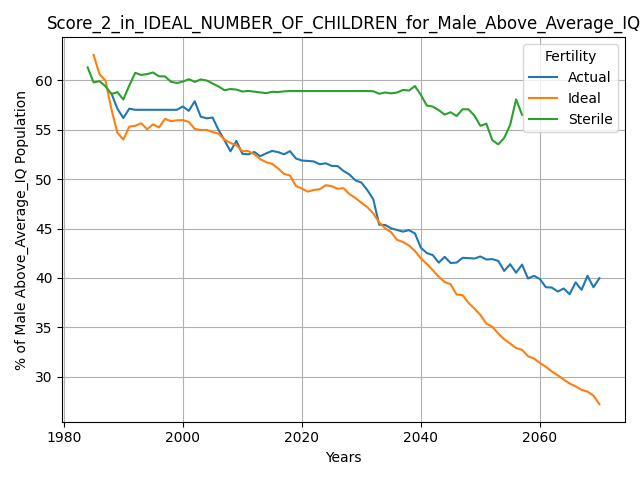 Score_2_in_IDEAL_NUMBER_OF_CHILDREN_for_Male_Above_Average_IQ
Fertility
Actual
Ideal
Sterile
% of Male Above_Average_IQ Population
60
55
50
45
40
35
30
1980
2000
2020
2040
2060
Years